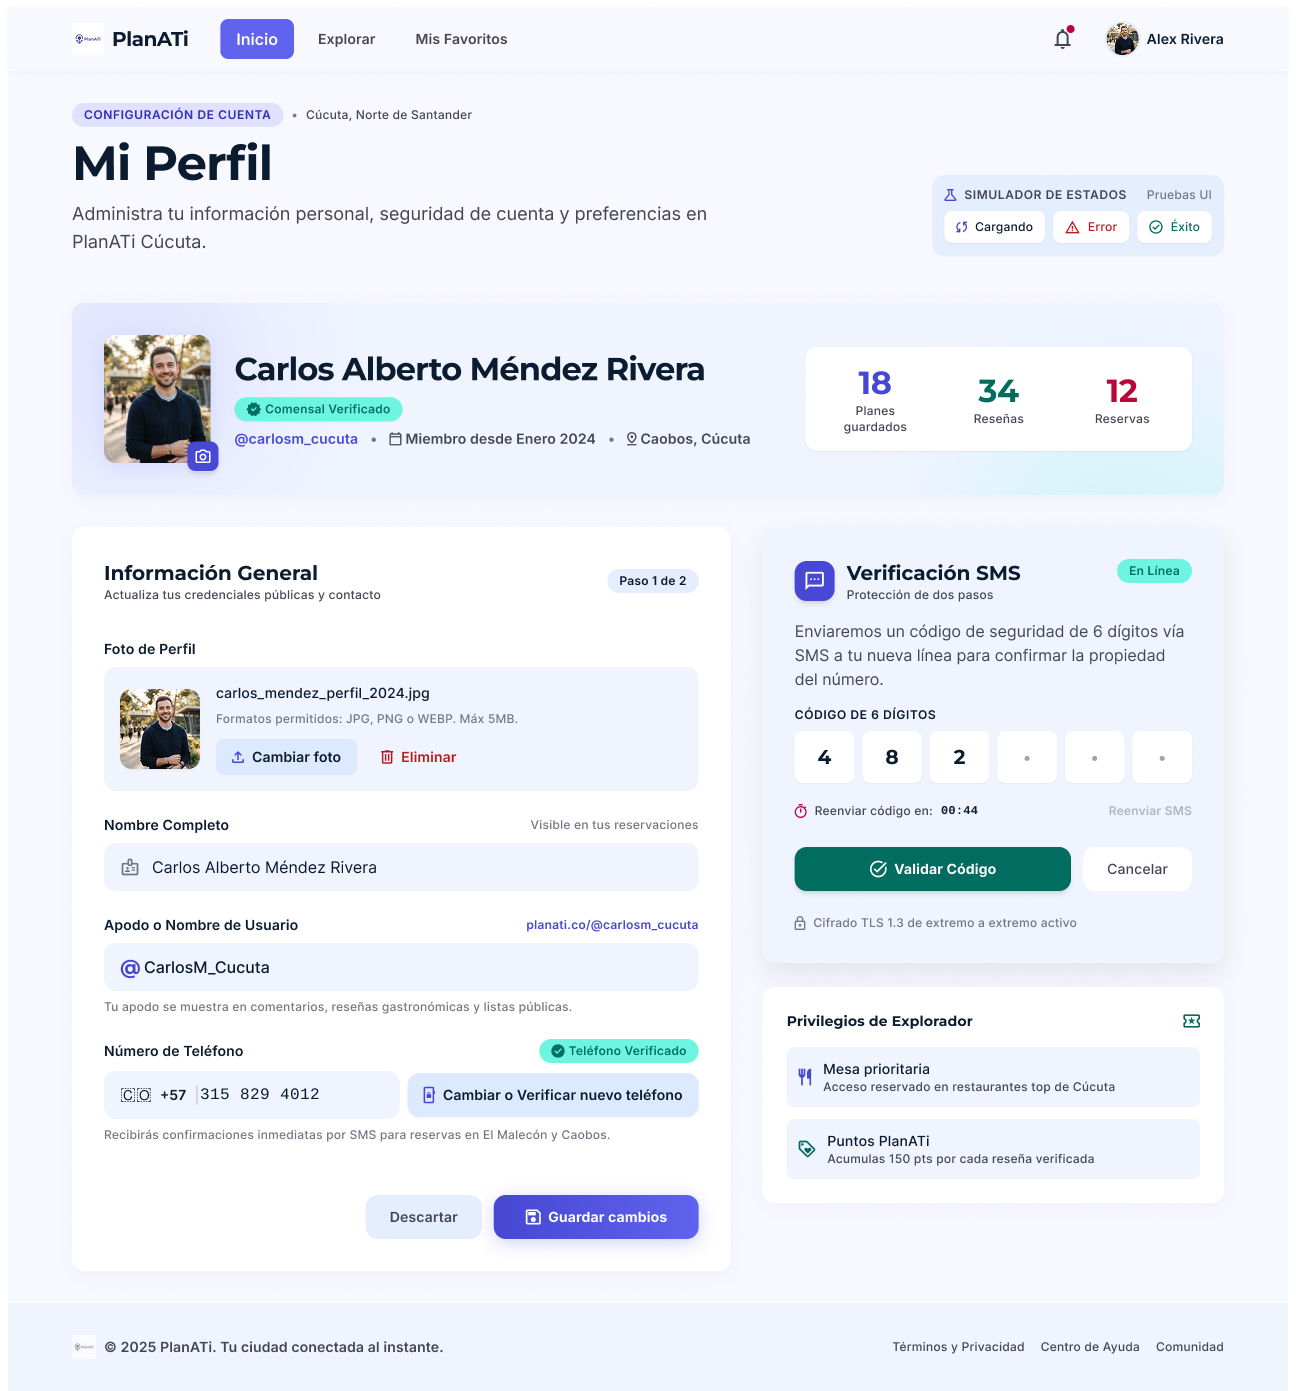 PlanATi
PlanATi
Inicio
Explorar
Mis Favoritos
Alex Rivera
CONFIGURACIÓN DE CUENTA
• Cúcuta, Norte de Santander
Mi Perfil
Administra tu información personal, seguridad de cuenta y preferencias en
PlanATi Cúcuta.
SIMULADOR DE ESTADOS
Pruebas UI
Cargando
Error
Éxito
Carlos Alberto Méndez Rivera
Comensal Verificado
@carlosm_cucuta • Miembro desde Enero 2024 • Caobos, Cúcuta
18
Planes
guardados
34
Reseñas
12
Reservas
Información General
Actualiza tus credenciales públicas y contacto
Paso 1 de 2
Foto de Perfil
carlos_mendez_perfil_2024.jpg
Formatos permitidos: JPG, PNG o WEBP. Máx 5MB.
Cambiar foto
Eliminar
Nombre Completo
Visible en tus reservaciones
Carlos Alberto Méndez Rivera
Apodo o Nombre de Usuario
planati.co/@carlosm_cucuta
@ CarlosM_Cucuta
Tu apodo se muestra en comentarios, reseñas gastronómicas y listas públicas.
Número de Teléfono
Teléfono Verificado
🇨🇴 +57 315 829 4012
Cambiar o Verificar nuevo teléfono
Recibirás confirmaciones inmediatas por SMS para reservas en El Malecón y Caobos.
Descartar
Guardar cambios
Verificación SMS
Protección de dos pasos
En Línea
Enviaremos un código de seguridad de 6 dígitos vía
SMS a tu nueva línea para confirmar la propiedad
del número.
CÓDIGO DE 6 DÍGITOS
4 8 2 • • •
Reenviar código en: 00:44
Reenviar SMS
Validar Código
Cancelar
Cifrado TLS 1.3 de extremo a extremo activo
Privilegios de Explorador
Mesa prioritaria
Acceso reservado en restaurantes top de Cúcuta
Puntos PlanATi
Acumulas 150 pts por cada reseña verificada
© 2025 PlanATi. Tu ciudad conectada al instante.
Términos y Privacidad
Centro de Ayuda
Comunidad